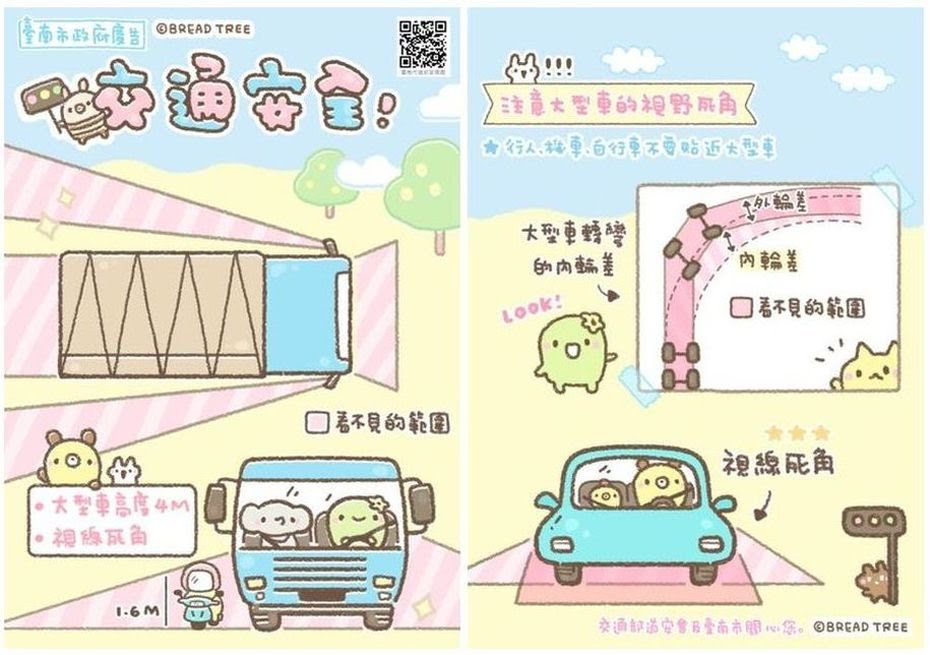 臺南市政府廣告
©BREAD TREE
交通安全!
看不見的範圍
•大型車高度4M
•視線死角
1.6M
!!!
注意大型車的視野死角
★行人、機車、自行車不要貼近大型車
大型車轉彎
的內輪差
外輪差
內輪差
看不見的範圍
LOOK!
視線死角
交通部道安會及臺南市關心您。
©BREAD TREE